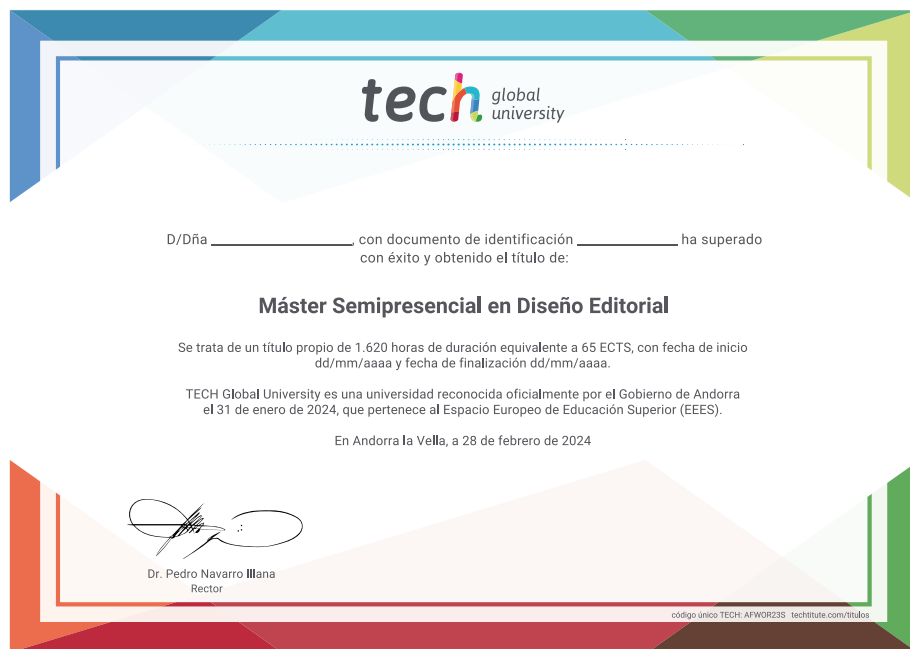 tech global university
D/Dña ____________________, con documento de identificación ______________ ha superado
con éxito y obtenido el título de:
Máster Semipresencial en Diseño Editorial
Se trata de un título propio de 1.620 horas de duración equivalente a 65 ECTS, con fecha de inicio
dd/mm/aaaa y fecha de finalización dd/mm/aaaa.
TECH Global University es una universidad reconocida oficialmente por el Gobierno de Andorra
el 31 de enero de 2024, que pertenece al Espacio Europeo de Educación Superior (EEES).
En Andorra la Vella, a 28 de febrero de 2024
Dr. Pedro Navarro Illana
Rector
código único TECH: AFWOR23S techtitute.com/titulos